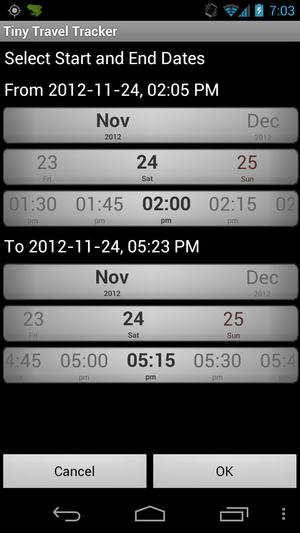 7:03
Tiny Travel Tracker
Select Start and End Dates
From 2012-11-24, 02:05 PM
Nov Dec
2012 2012
23 24 25
Fri Sat Sun
01:30 01:45 02:00 02:15 02
pm pm pm pm
To 2012-11-24, 05:23 PM
Nov Dec
2012 2012
23 24 25
Fri Sat Sun
4:45 05:00 05:15 05:30 05:4
pm pm pm
Cancel OK